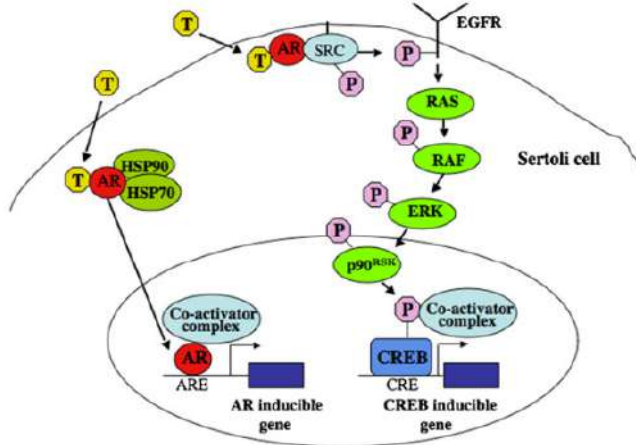 T
EGFR
T
AR
SRC
P
P
T
RAS
P
RAF
Sertoli cell
HSP90
T
AR
HSP70
P
ERK
P
p90RSK
P
Co-activator
complex
Co-activator
complex
AR
CREB
ARE
CRE
AR inducible
gene
CREB inducible
gene